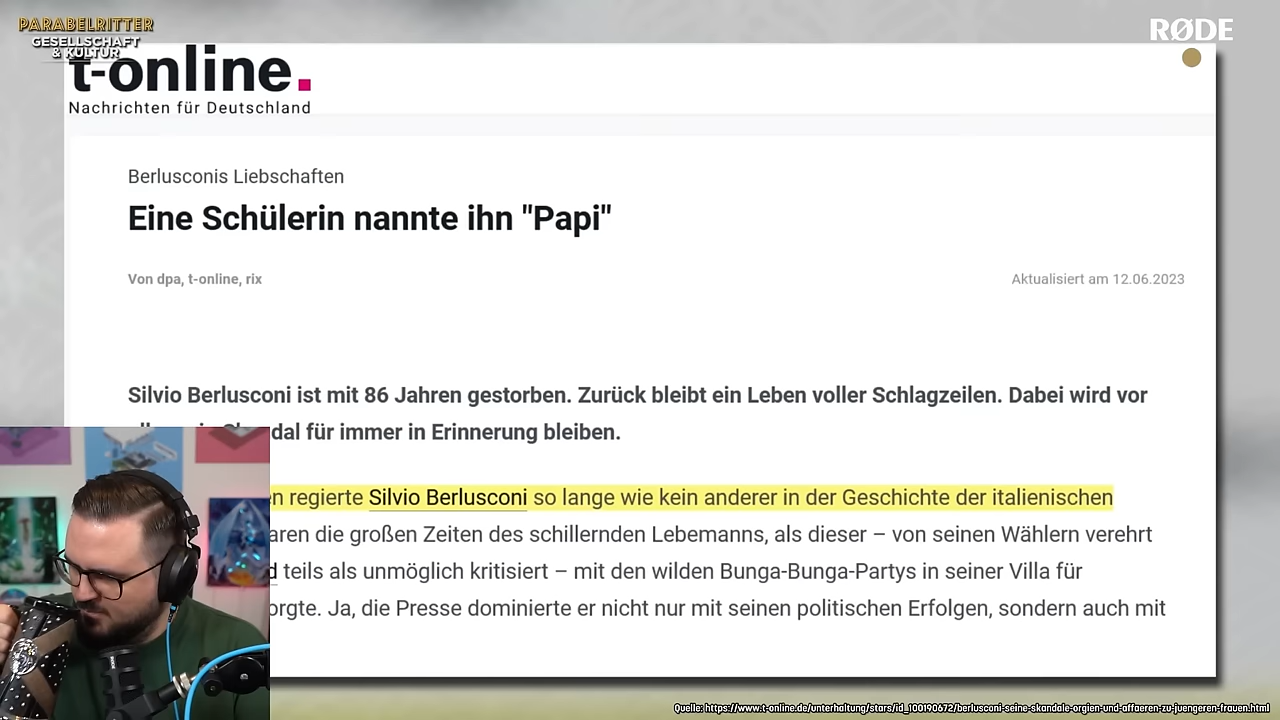 PARABELRITTER
GESELLSCHAFT
& KULTUR
RØDE
t-online.
Nachrichten für Deutschland
Berlusconis Liebschaften
Eine Schülerin nannte ihn "Papi"
Von dpa, t-online, rix
Aktualisiert am 12.06.2023
Silvio Berlusconi ist mit 86 Jahren gestorben. Zurück bleibt ein Leben voller Schlagzeilen. Dabei wird vor
für immer in Erinnerung bleiben.
regierte Silvio Berlusconi so lange wie kein anderer in der Geschichte der italienischen
die großen Zeiten des schillernden Lebemanns, als dieser – von seinen Wählern verehrt
teils als unmöglich kritisiert – mit den wilden Bunga-Bunga-Partys in seiner Villa für
Ja, die Presse dominierte er nicht nur mit seinen politischen Erfolgen, sondern auch mit
Quelle: https://www.t-online.de/unterhaltung/stars/id_100190672/berlusconi-seine-skandale-orgien-und-affaeren-zu-juengeren-frauen.html